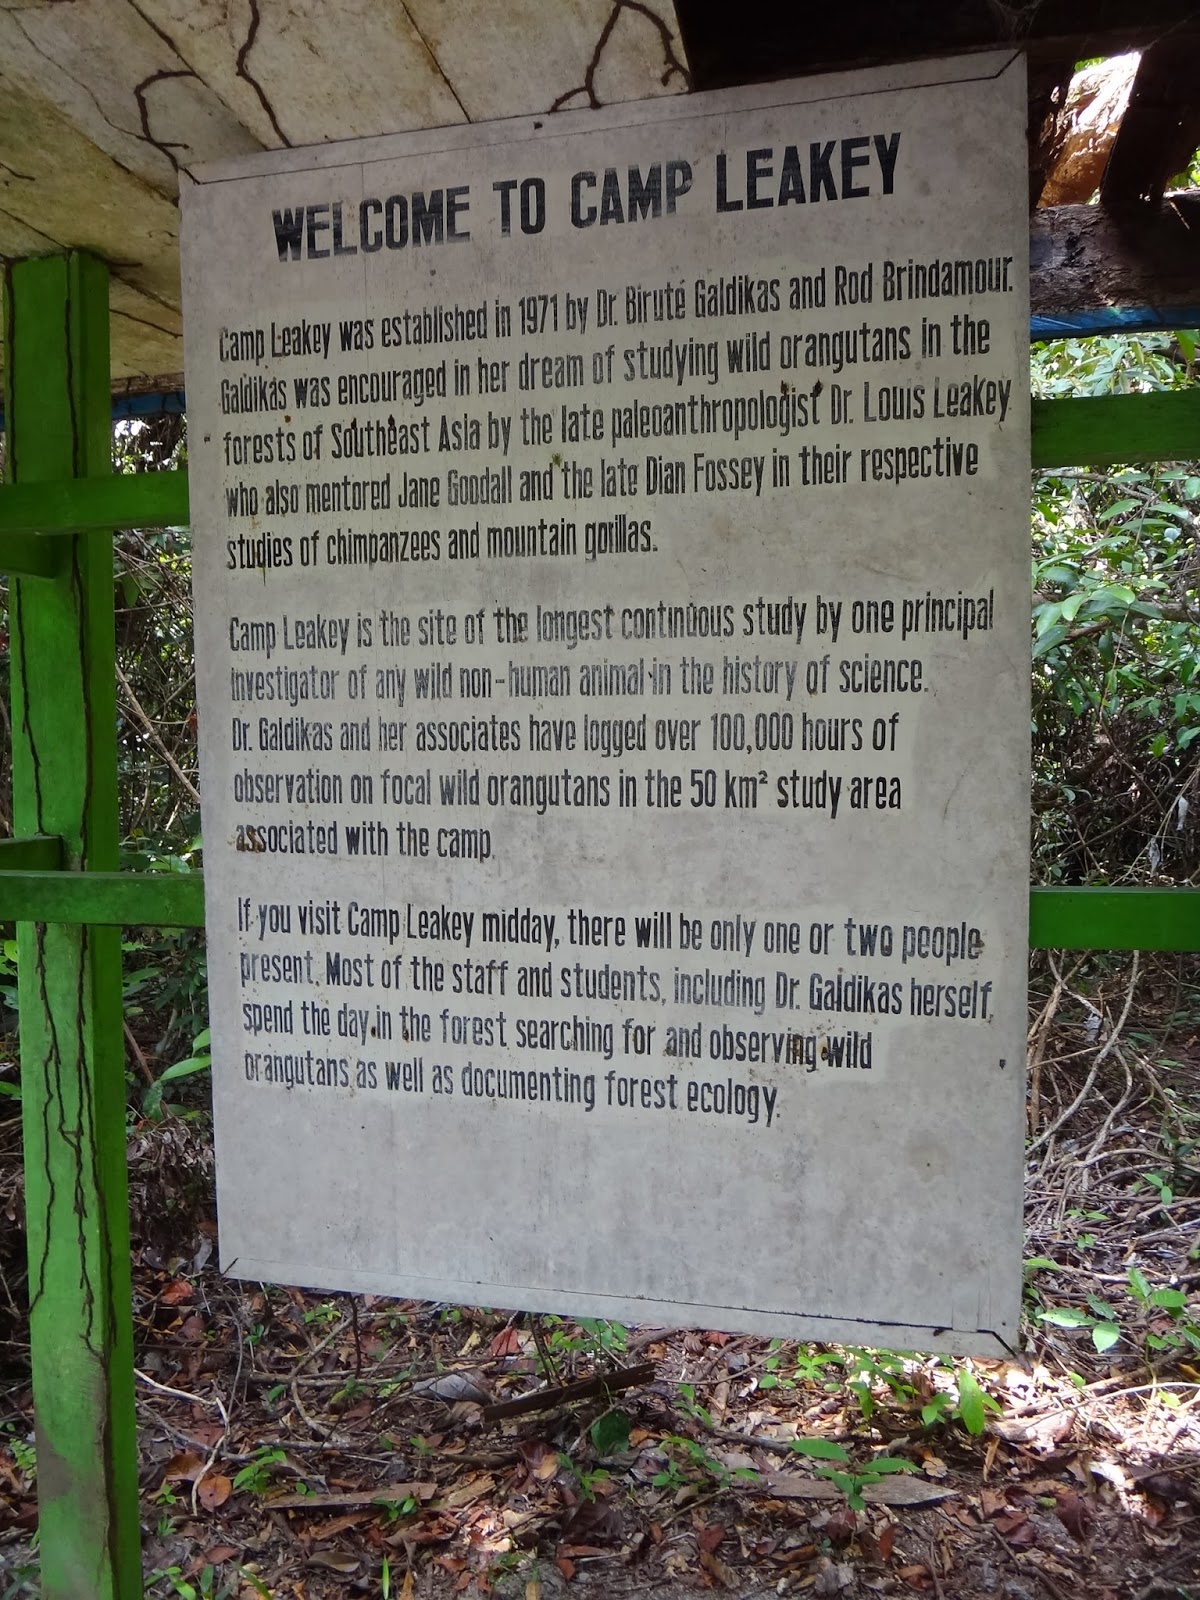 WELCOME TO CAMP LEAKEY
Camp Leakey was established in 1971 by Dr. Biruté Galdikas and Rod Brindamour.
Galdikas was encouraged in her dream of studying wild orangutans in the
forests of Southeast Asia by the late paleoanthropologist Dr. Louis Leakey
who also mentored Jane Goodall and the late Dian Fossey in their respective
studies of chimpanzees and mountain gorillas.
Camp Leakey is the site of the longest continuous study by one principal
investigator of any wild non-human animal in the history of science.
Dr. Galdikas and her associates have logged over 100,000 hours of
observation on focal wild orangutans in the 50 km² study area
associated with the camp.
If you visit Camp Leakey midday, there will be only one or two people
present. Most of the staff and students, including Dr. Galdikas herself,
spend the day in the forest searching for and observing wild
orangutans as well as documenting forest ecology.